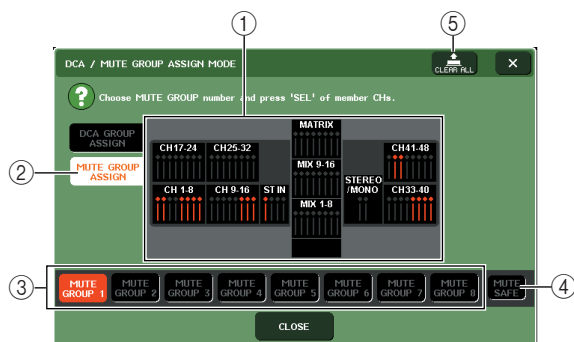 ①
⑤
DCA / MUTE GROUP ASSIGN MODE
CLEAR ALL
×
? Choose MUTE GROUP number and press 'SEL' of member CHs.
DCA GROUP
ASSIGN
②
MUTE GROUP
ASSIGN
MATRIX
CH17-24
CH25-32
CH41-48
MIX 9-16
STEREO
/MONO
CH 1-8
CH 9-16
ST IN
CH33-40
MIX 1-8
③
MUTE
GROUP 1
MUTE
GROUP 2
MUTE
GROUP 3
MUTE
GROUP 4
MUTE
GROUP 5
MUTE
GROUP 6
MUTE
GROUP 7
MUTE
GROUP 8
MUTE
SAFE
④
CLOSE